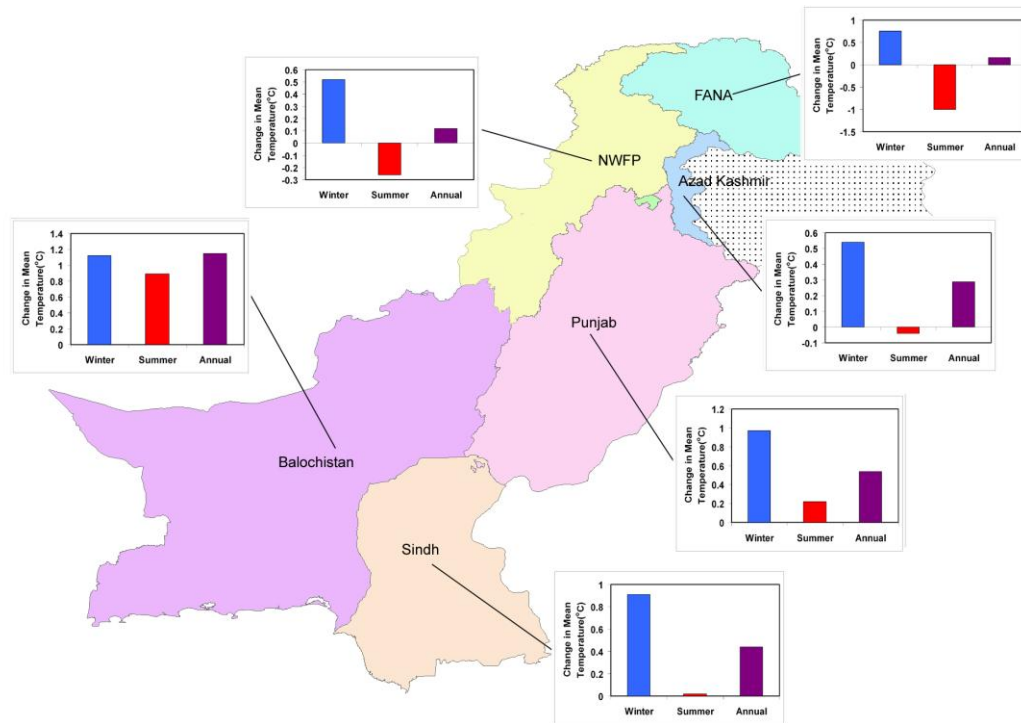 1
0.5
0
-0.5
-1
-1.5
Change in Mean
Temperature(°C)
Winter Summer Annual
FANA
0.6
0.5
0.4
0.3
0.2
0.1
0
-0.1
-0.2
-0.3
Change in Mean
Temperature(°C)
Winter Summer Annual
NWFP
Azad Kashmir
1.4
1.2
1
0.8
0.6
0.4
0.2
0
Change in Mean
Temperature(°C)
Winter Summer Annual
0.6
0.5
0.4
0.3
0.2
0.1
0
-0.1
Change in Mean
Temperature(°C)
Winter Summer Annual
Punjab
1.2
1
0.8
0.6
0.4
0.2
0
Change in Mean
Temperature(°C)
Winter Summer Annual
Balochistan
Sindh
1
0.8
0.6
0.4
0.2
0
Change in Mean
Temperature(°C)
Winter Summer Annual